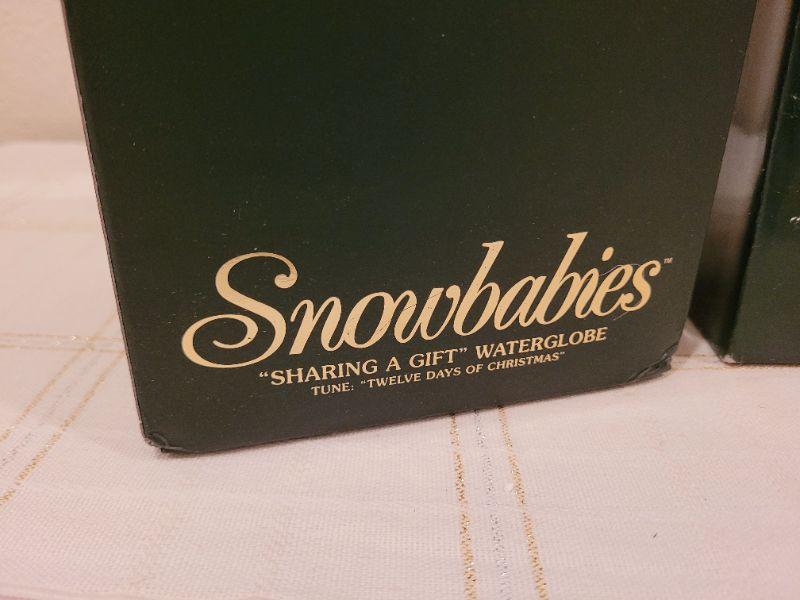 Snowbabies™
"SHARING A GIFT" WATERGLOBE
TUNE: "TWELVE DAYS OF CHRISTMAS"